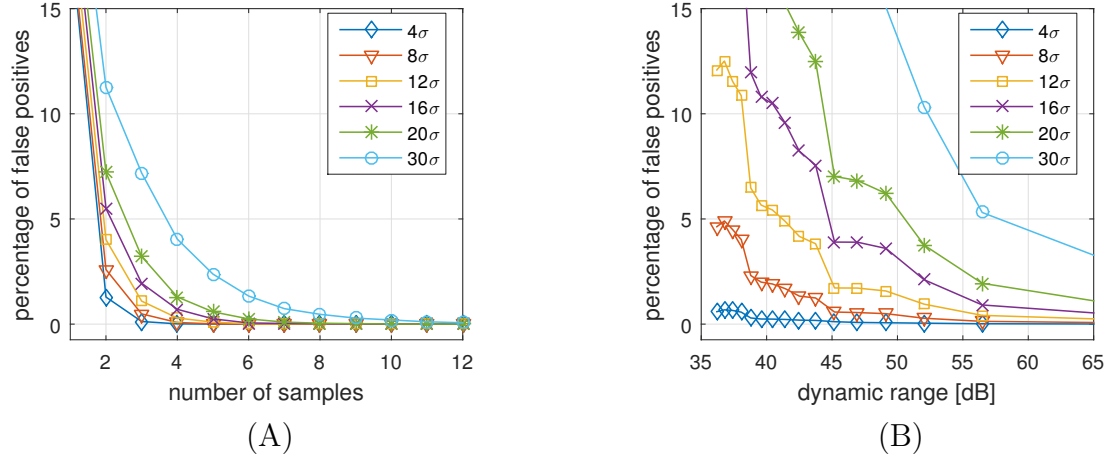 percentage of false positives
15
10
5
0
2
4
6
8
10
12
number of samples
4σ
8σ
12σ
16σ
20σ
30σ
(A)
percentage of false positives
15
10
5
0
35
40
45
50
55
60
65
dynamic range [dB]
4σ
8σ
12σ
16σ
20σ
30σ
(B)